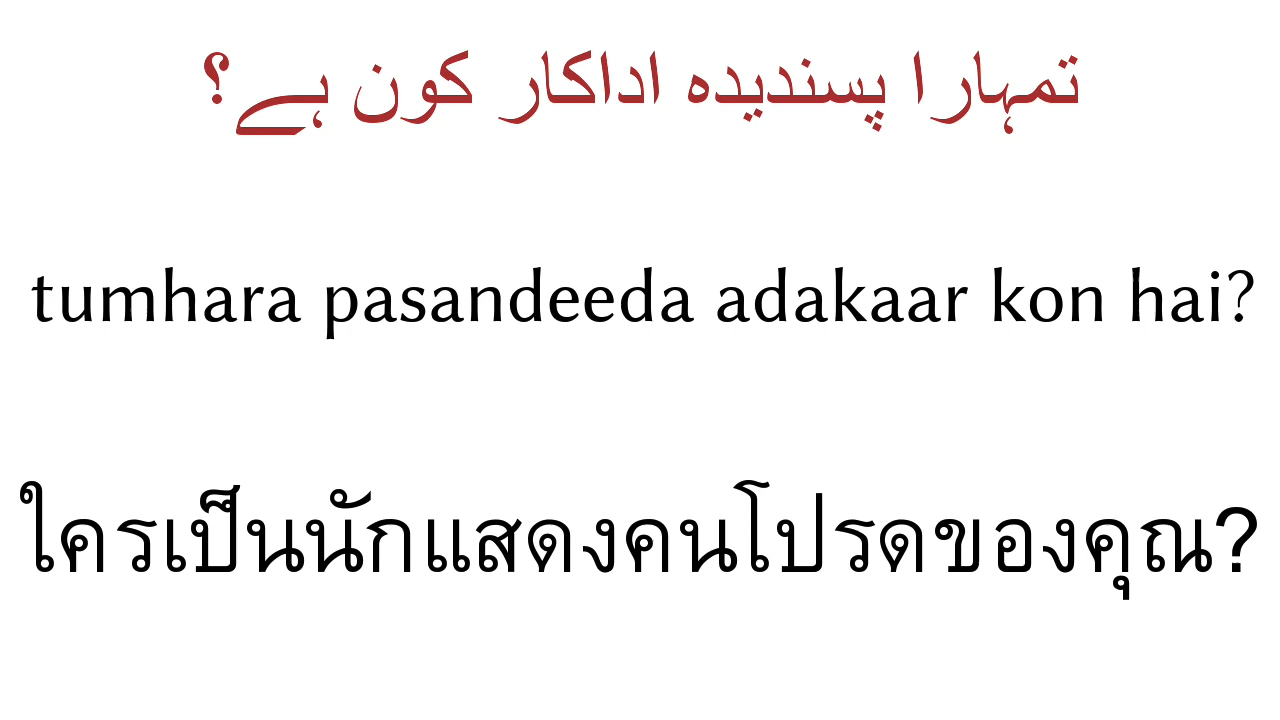 تمہارا پسندیدہ اداکار کون ہے؟
tumhara pasandeeda adakaar kon hai?
ใครเป็นนักแสดงคนโปรดของคุณ?